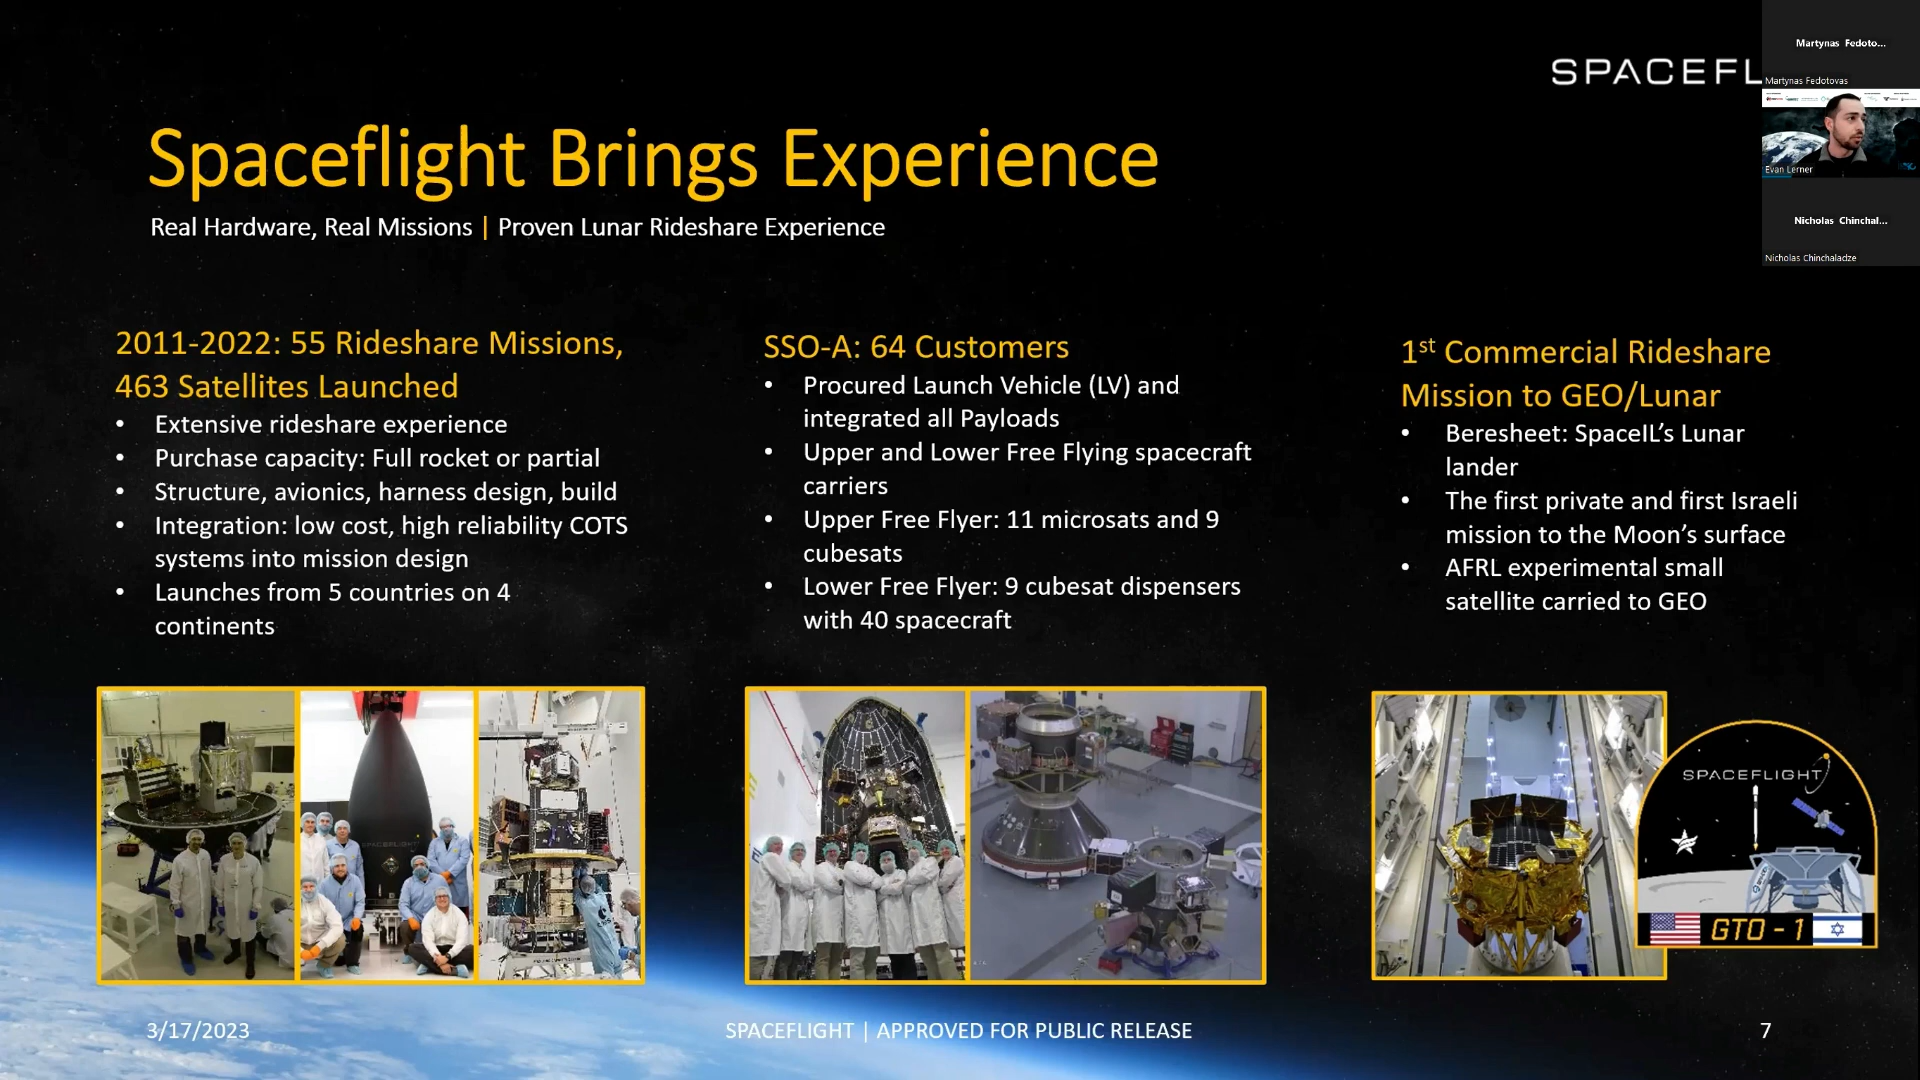 SPACEFL
Martynas Fedoto...
Martynas Fedotovas
Evan Lerner
Nicholas Chinchal...
Nicholas Chinchaladze
Spaceflight Brings Experience
Real Hardware, Real Missions | Proven Lunar Rideshare Experience
2011-2022: 55 Rideshare Missions,
463 Satellites Launched
• Extensive rideshare experience
• Purchase capacity: Full rocket or partial
• Structure, avionics, harness design, build
• Integration: low cost, high reliability COTS
systems into mission design
• Launches from 5 countries on 4
continents
SSO-A: 64 Customers
• Procured Launch Vehicle (LV) and
integrated all Payloads
• Upper and Lower Free Flying spacecraft
carriers
• Upper Free Flyer: 11 microsats and 9
cubesats
• Lower Free Flyer: 9 cubesat dispensers
with 40 spacecraft
1st Commercial Rideshare
Mission to GEO/Lunar
• Beresheet: SpaceIL’s Lunar
lander
• The first private and first Israeli
mission to the Moon’s surface
• AFRL experimental small
satellite carried to GEO
SPACEFLIGHT
SPACEFLIGHT
GTO - 1
3/17/2023
SPACEFLIGHT | APPROVED FOR PUBLIC RELEASE
7